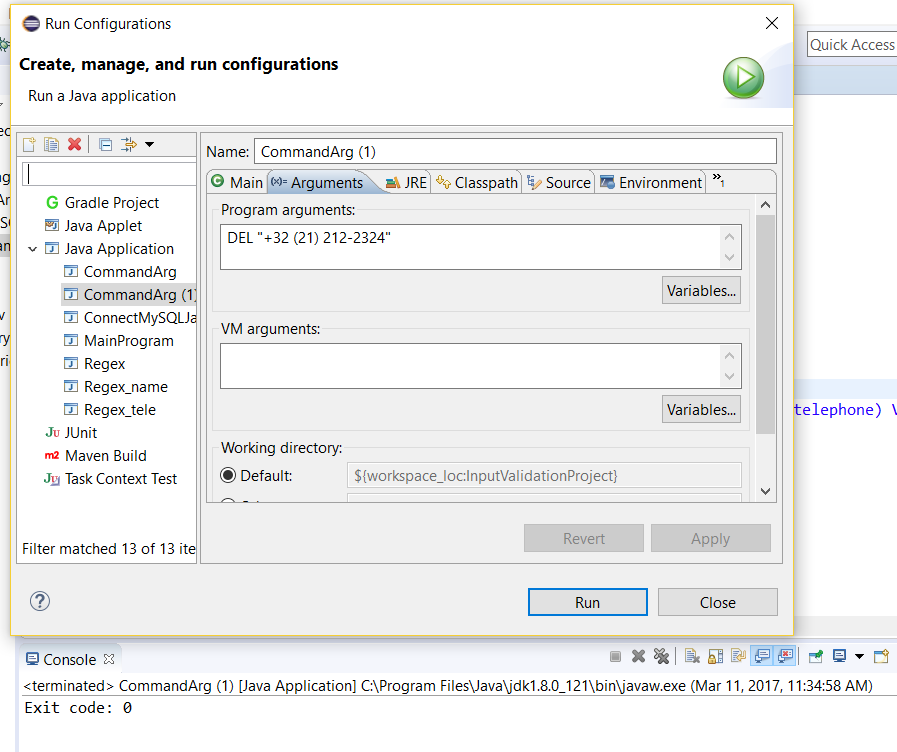 Run Configurations
Quick Access
Create, manage, and run configurations
Run a Java application
Name: CommandArg (1)
Main (x)= Arguments JRE Classpath Source Environment »1
Gradle Project
Java Applet
Java Application
CommandArg
CommandArg (1)
ConnectMySQLJa
MainProgram
Regex
Regex_name
Regex_tele
JUnit
Maven Build
Task Context Test
Filter matched 13 of 13 ite
Program arguments:
DEL "+32 (21) 212-2324"
Variables...
VM arguments:
Variables...
Working directory:
Default: ${workspace_loc:InputValidationProject}
Revert Apply
Run Close
telephone) V
Console
<terminated> CommandArg (1) [Java Application] C:\Program Files\Java\jdk1.8.0_121\bin\javaw.exe (Mar 11, 2017, 11:34:58 AM)
Exit code: 0